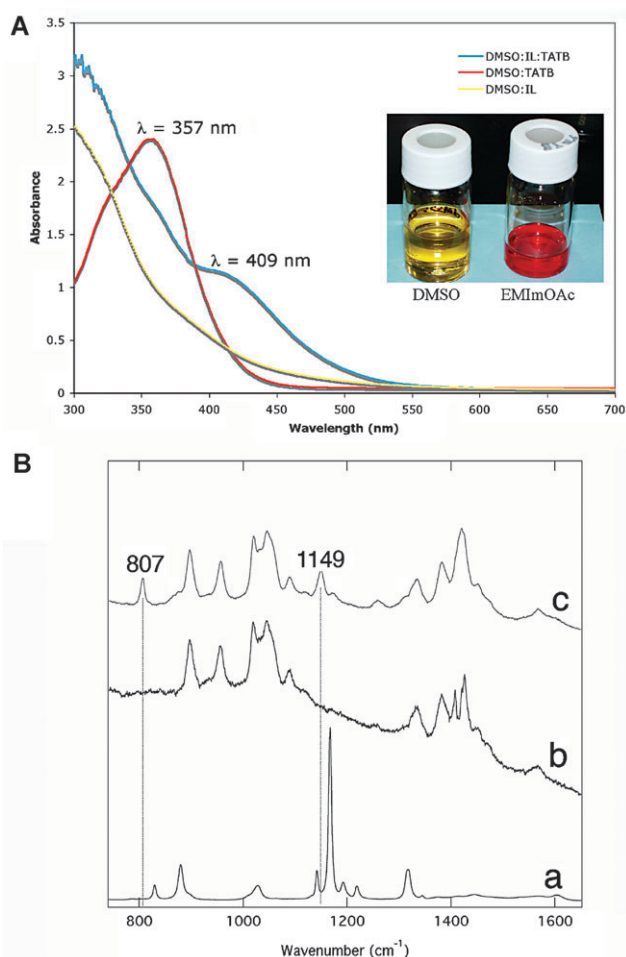 A
3.5
3
2.5
2
1.5
1
0.5
0
Absorbance
λ = 357 nm
λ = 409 nm
DMSO:IL:TATB
DMSO:TATB
DMSO:IL
DMSO EMImOAc
300 350 400 450 500 550 600 650 700
Wavelength (nm)
B
807 1149
c
b
a
800 1000 1200 1400 1600
Wavenumber (cm⁻¹)